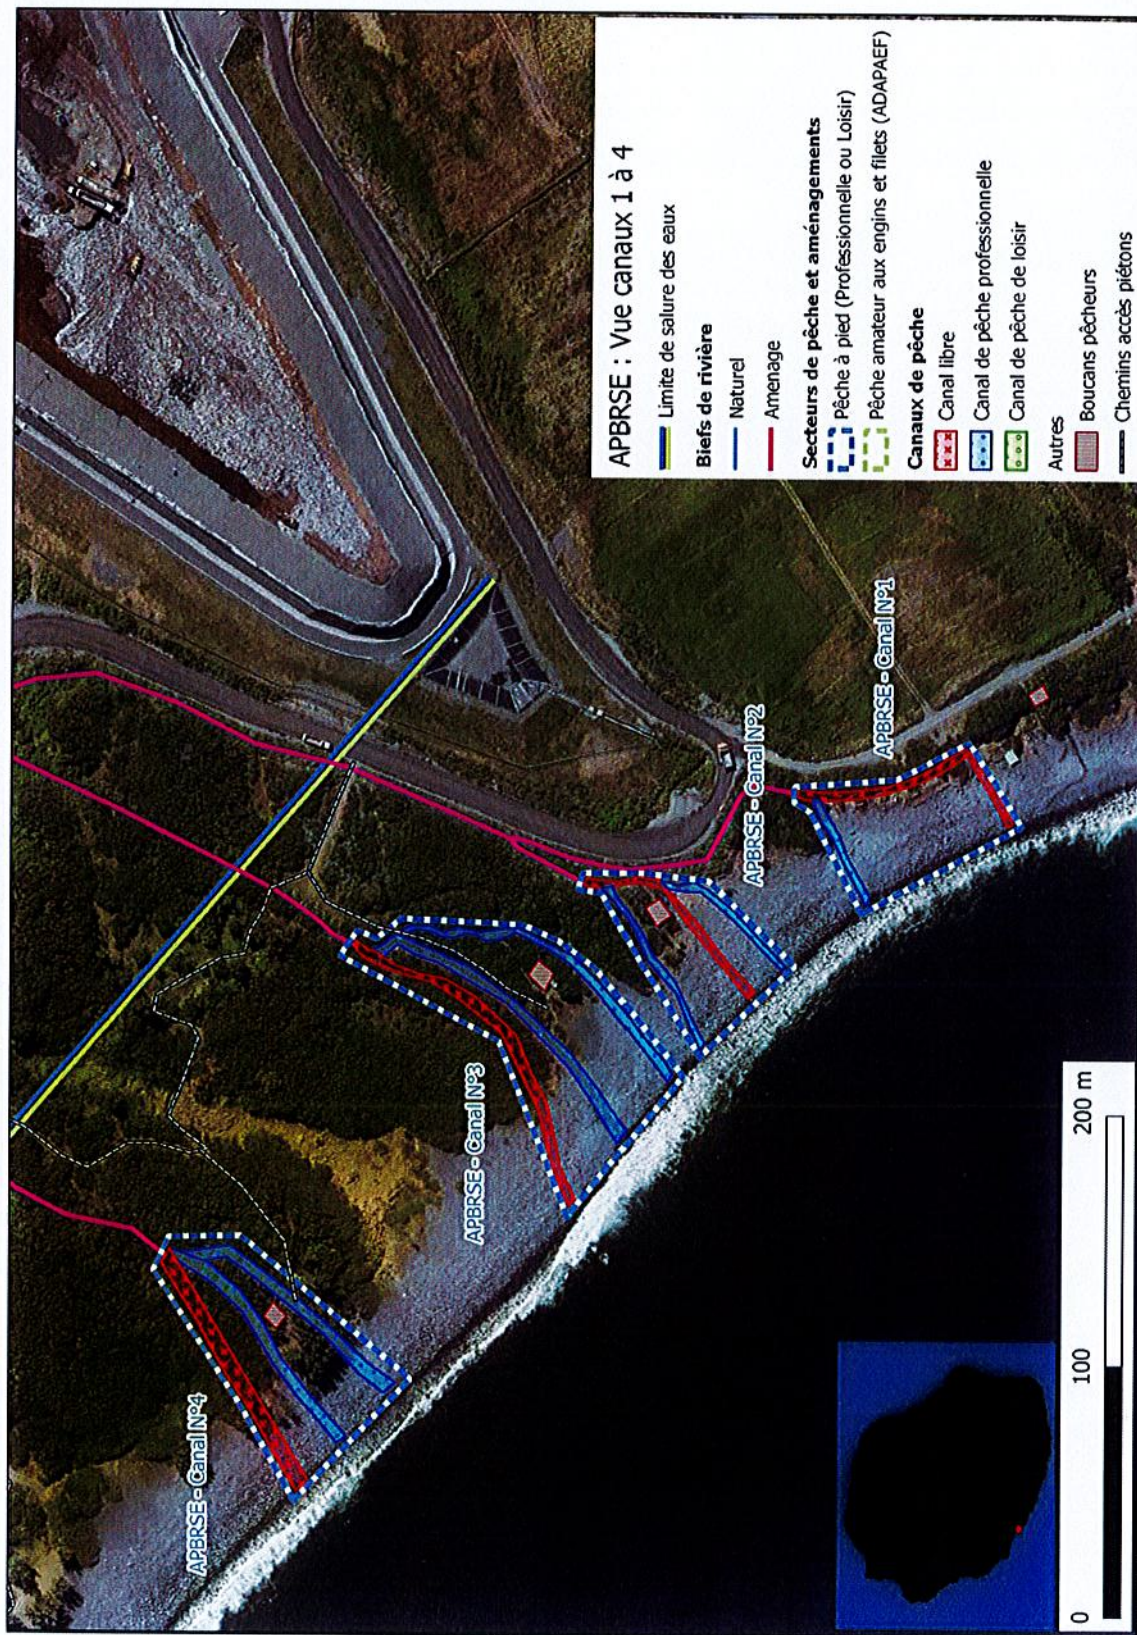 APBRSE : Vue canaux 1 à 4
Limite de salure des eaux
Biefs de rivière
Naturel
Amenage
Secteurs de pêche et aménagements
Pêche à pied (Professionnelle ou Loisir)
Pêche amateur aux engins et filets (ADAPAEF)
Canaux de pêche
Canal libre
Canal de pêche professionnelle
Canal de pêche de loisir
Autres
Boucans pêcheurs
Chemins accès piétons
APBRSE - Canal N°4
APBRSE - Canal N°3
APBRSE - Canal N°2
APBRSE - Canal N°1
0 100 200 m